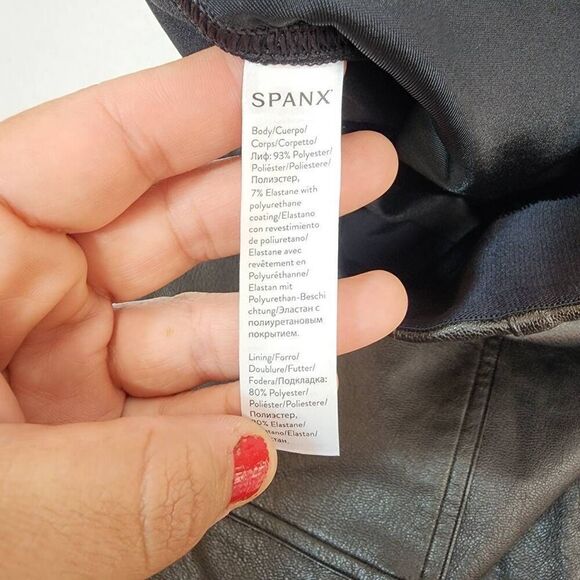 SPANX
Body/Cuerpo/
Corps/Corpetto/
Лиф: 93% Polyester/
Poliéster/Poliestere/
Полиэстер,
7% Elastane with
polyurethane
coating/Elastano
con revestimiento
de poliuretano/
Elastane avec
revêtement en
Polyuréthanne/
Elastan mit
Polyurethan-Beschi
chtung/Эластан с
полиуретановым
покрытием.
Lining/Forro/
Doublure/Futter/
Fodera/Подкладка:
80% Polyester/
Poliéster/Poliestere/
Полиэстер,
Elastane/